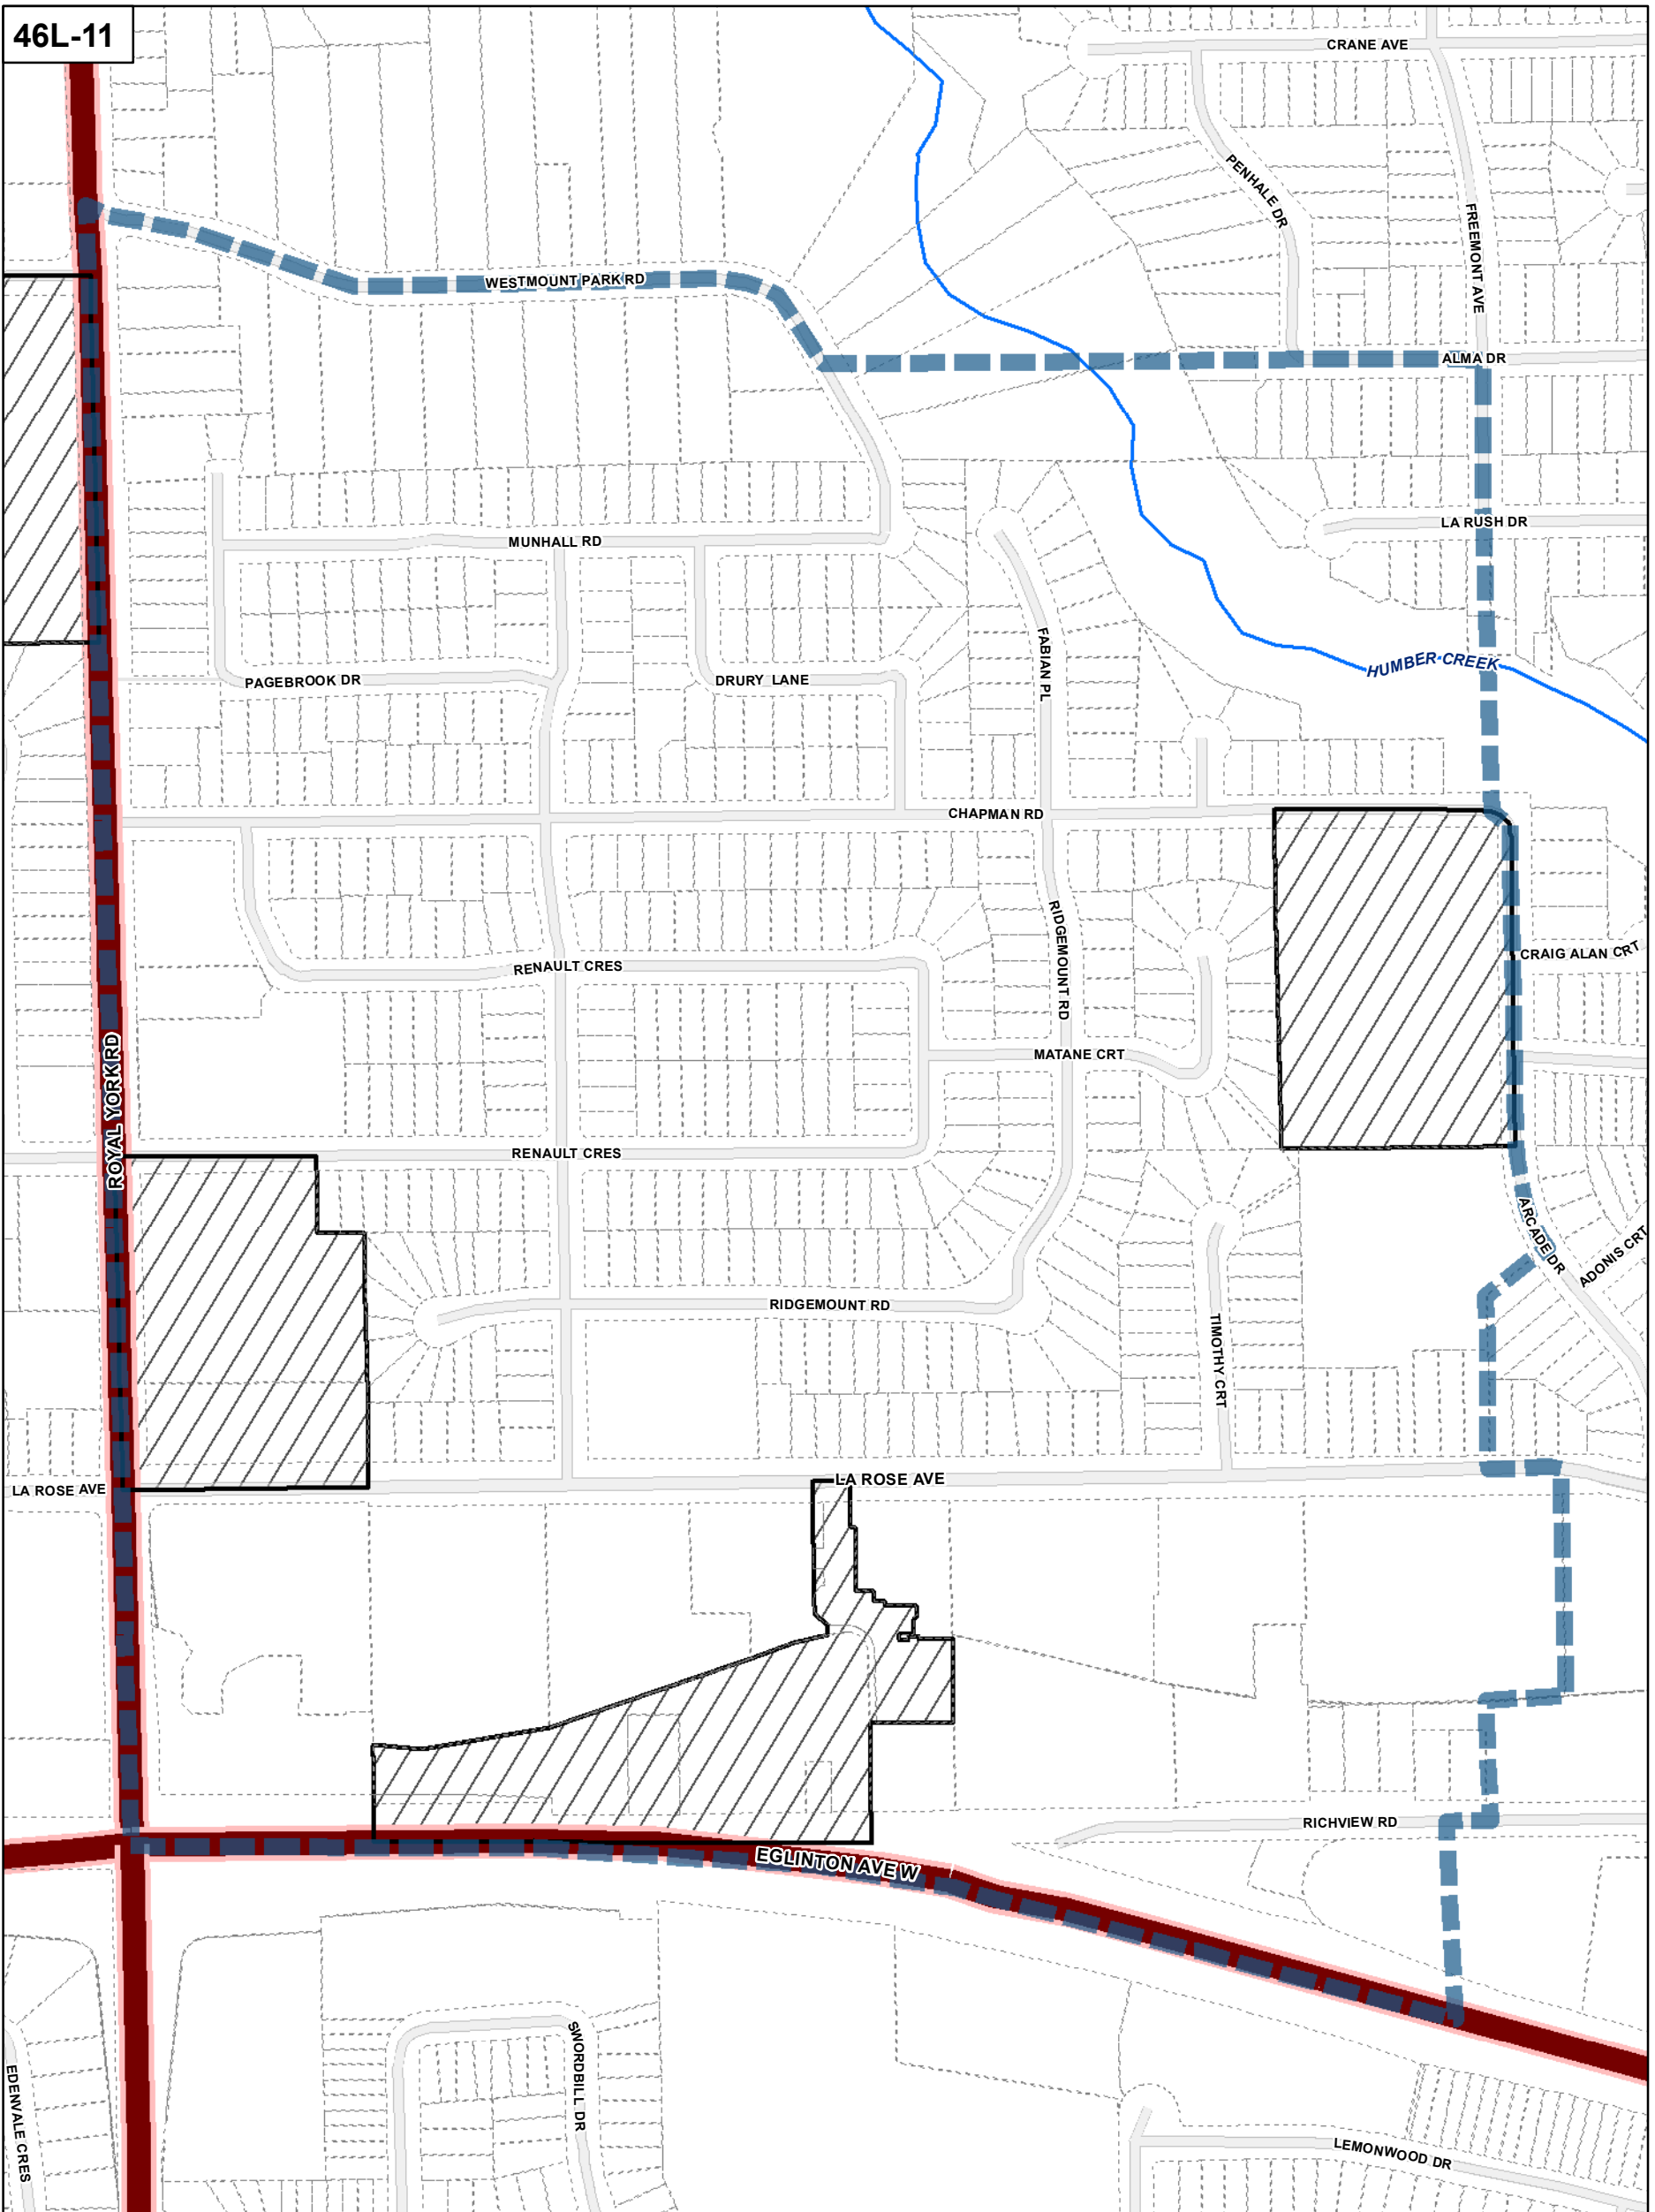 46L-11
CRANE AVE
PENHALE DR
FREEMONT AVE
WESTMOUNT PARK RD
ALMA DR
LA RUSH DR
MUNHALL RD
FABIAN PL
HUMBER CREEK
PAGEBROOK DR
DRURY LANE
CHAPMAN RD
RIDGEMOUNT RD
CRAIG ALAN CRT
RENAULT CRES
MATANE CRT
ROYAL YORK RD
RENAULT CRES
ARCADE DR
ADONIS CRT
RIDGEMOUNT RD
TIMOTHY CRT
LA ROSE AVE
LA ROSE AVE
RICHVIEW RD
EGLINTON AVE W
SWORDBILL DR
EDENVALE CRES
LEMONWOOD DR